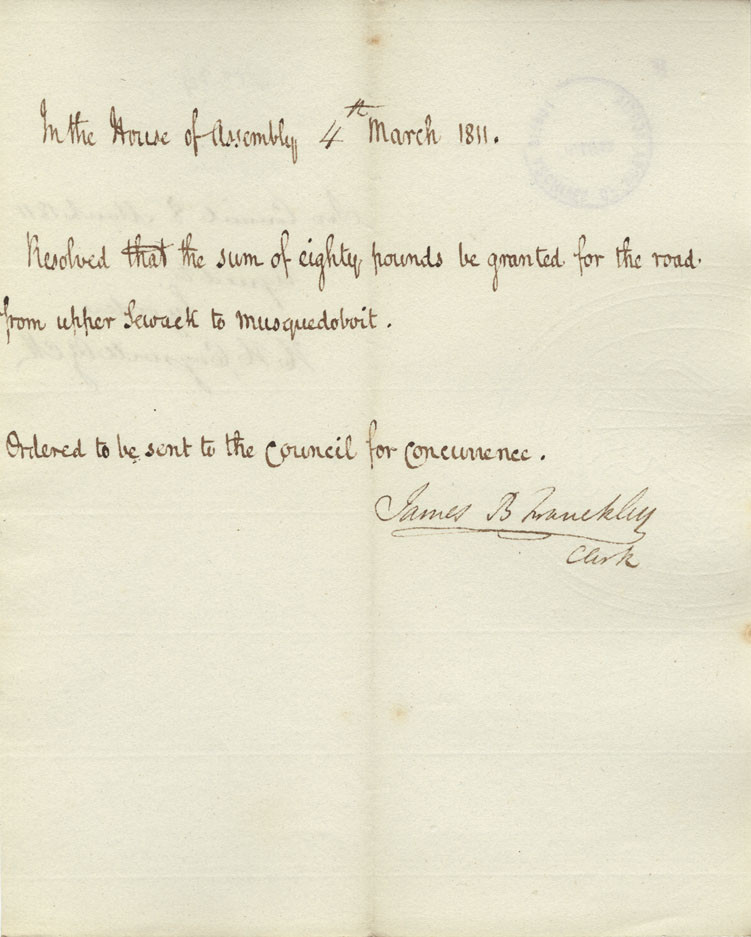 In the House of Assembly 4th March 1811.
Resolved that the sum of eighty pounds be granted for the road
from upper Sewack to Musquedoboit.
Ordered to be sent to the Council for Concurrence.
James B Franckley
Clerk